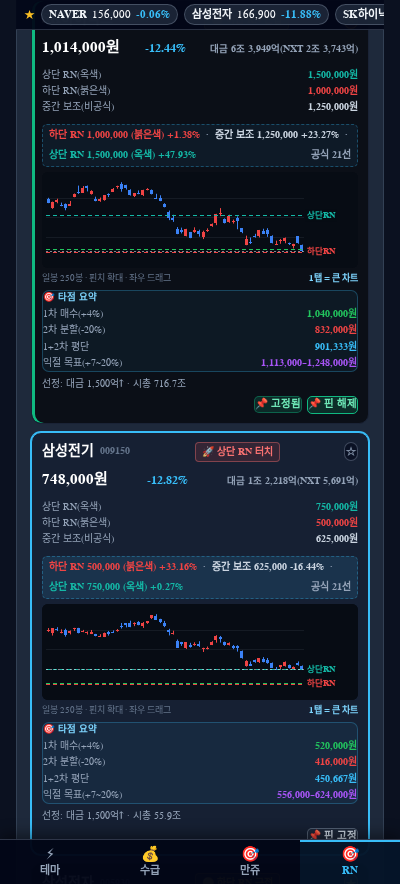 ★ NAVER 156,000 -0.06% 삼성전자 166,900 -11.88% SK하이닉
1,014,000원 -12.44% 대금 6조 3,949억(NXT 2조 3,743억)
상단 RN(옥색) 1,500,000원
하단 RN(붉은색) 1,000,000원
중간 보조(비공식) 1,250,000원
하단 RN 1,000,000 (붉은색) +1.38% · 중간 보조 1,250,000 +23.27% ·
상단 RN 1,500,000 (옥색) +47.93% 공식 21선
상단RN
하단RN
일봉 250봉 · 핀치 확대 · 좌우 드래그 1탭 = 큰 차트
🎯 타점 요약
1차 매수(+4%) 1,040,000원
2차 분할(-20%) 832,000원
1+2차 평단 901,333원
익절 목표(+7~20%) 1,113,000~1,248,000원
선정: 대금 1,500억↑ · 시총 716.7조
📌 고정됨 📌 핀 해제
삼성전기 009150 🚀 상단 RN 터치 ☆
748,000원 -12.82% 대금 1조 2,218억(NXT 5,691억)
상단 RN(옥색) 750,000원
하단 RN(붉은색) 500,000원
중간 보조(비공식) 625,000원
하단 RN 500,000 (붉은색) +33.16% · 중간 보조 625,000 -16.44% ·
상단 RN 750,000 (옥색) +0.27% 공식 21선
상단RN
하단RN
일봉 250봉 · 핀치 확대 · 좌우 드래그 1탭 = 큰 차트
🎯 타점 요약
1차 매수(+4%) 520,000원
2차 분할(-20%) 416,000원
1+2차 평단 450,667원
익절 목표(+7~20%) 556,000~624,000원
선정: 대금 1,500억↑ · 시총 55.9조
📌 핀 고정
⚡ 테마
💰 수급
🎯 만쥬
🎯 RN